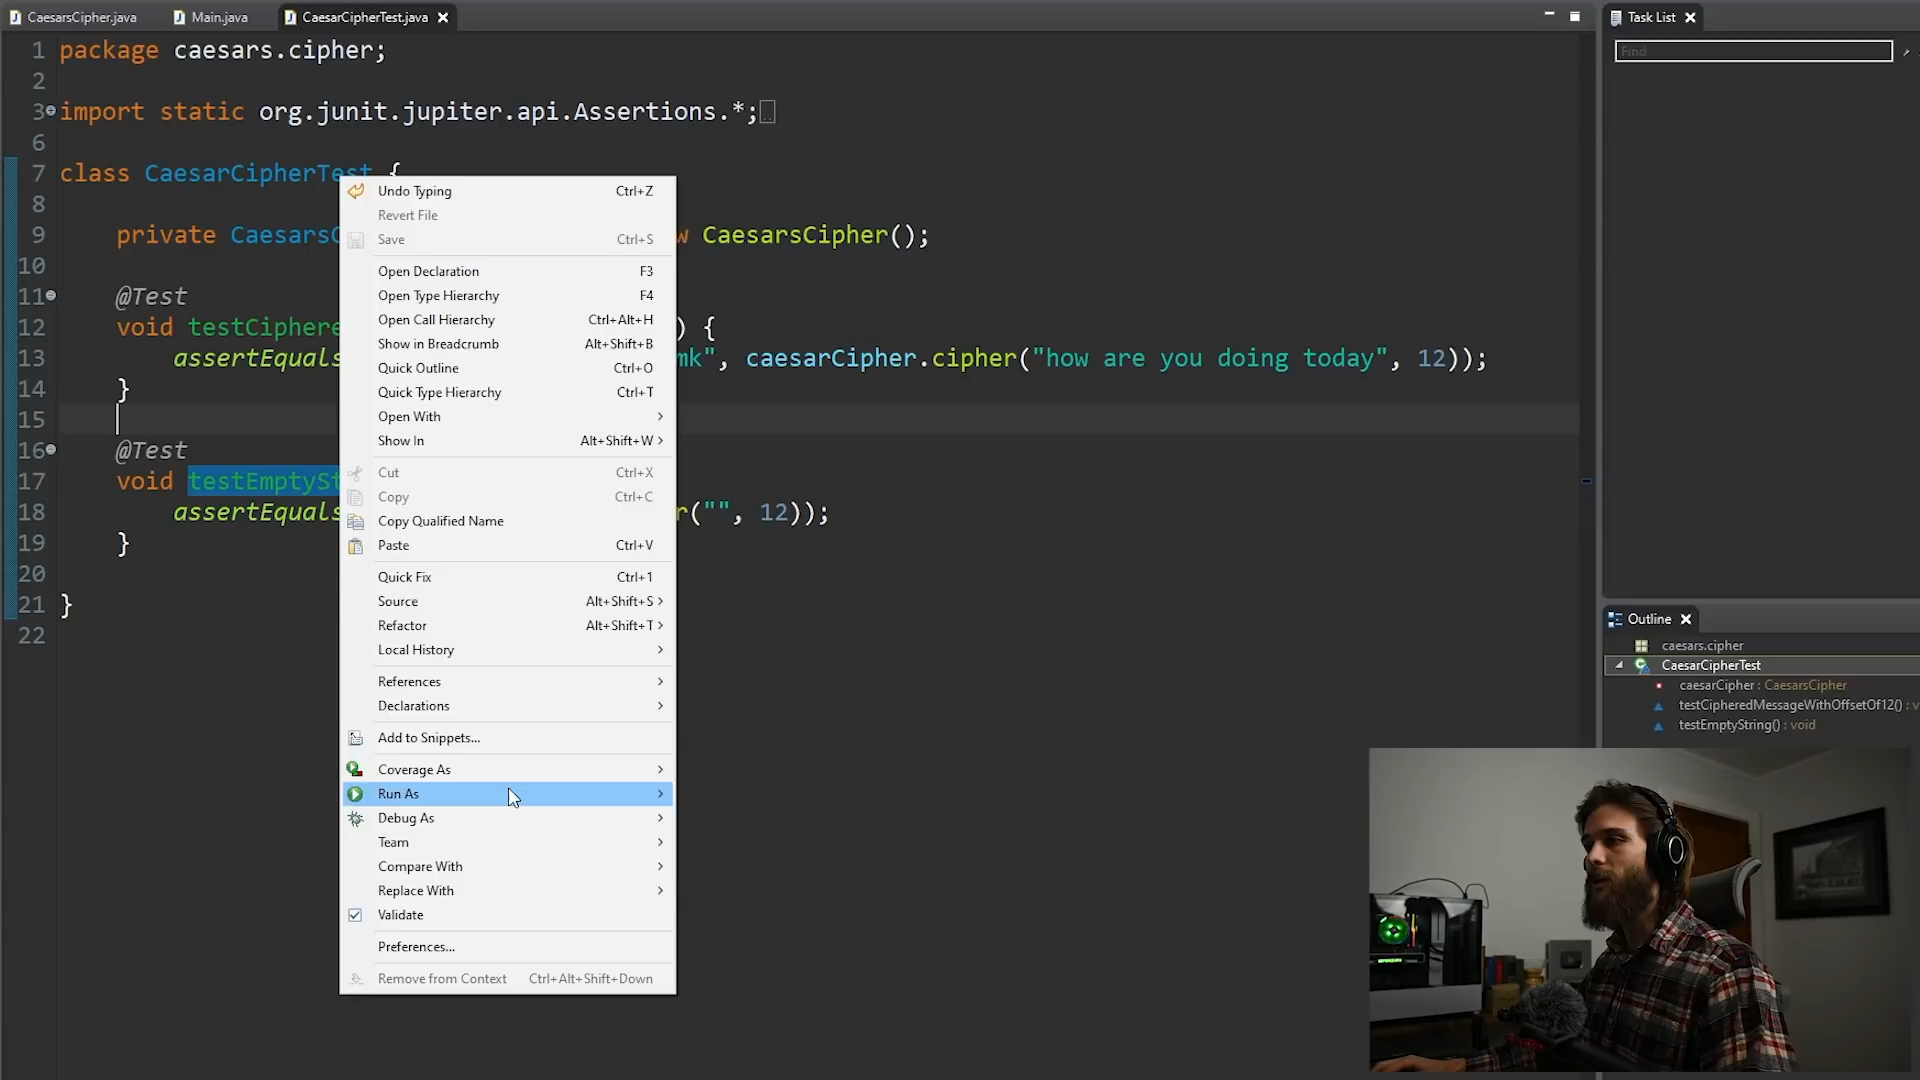 CaesarsCipher.java
Main.java
CaesarCipherTest.java
Task List
Find
1 package caesars.cipher;
2
3 import static org.junit.jupiter.api.Assertions.*;
6
7 class CaesarCipherTest {
8
9 private CaesarsC w CaesarsCipher();
10
11 @Test
12 void testCiphere ) {
13 assertEquals mk", caesarCipher.cipher("how are you doing today", 12));
14 }
15
16 @Test
17 void testEmptySt
18 assertEquals r("", 12));
19 }
20
21 }
22
Undo Typing Ctrl+Z
Revert File
Save Ctrl+S
Open Declaration F3
Open Type Hierarchy F4
Open Call Hierarchy Ctrl+Alt+H
Show in Breadcrumb Alt+Shift+B
Quick Outline Ctrl+O
Quick Type Hierarchy Ctrl+T
Open With
Show In Alt+Shift+W
Cut Ctrl+X
Copy Ctrl+C
Copy Qualified Name
Paste Ctrl+V
Quick Fix Ctrl+1
Source Alt+Shift+S
Refactor Alt+Shift+T
Local History
References
Declarations
Add to Snippets...
Coverage As
Run As
Debug As
Team
Compare With
Replace With
Validate
Preferences...
Remove from Context Ctrl+Alt+Shift+Down
Outline
caesars.cipher
CaesarCipherTest
caesarCipher : CaesarsCipher
testCipheredMessageWithOffsetOf12() : v
testEmptyString() : void